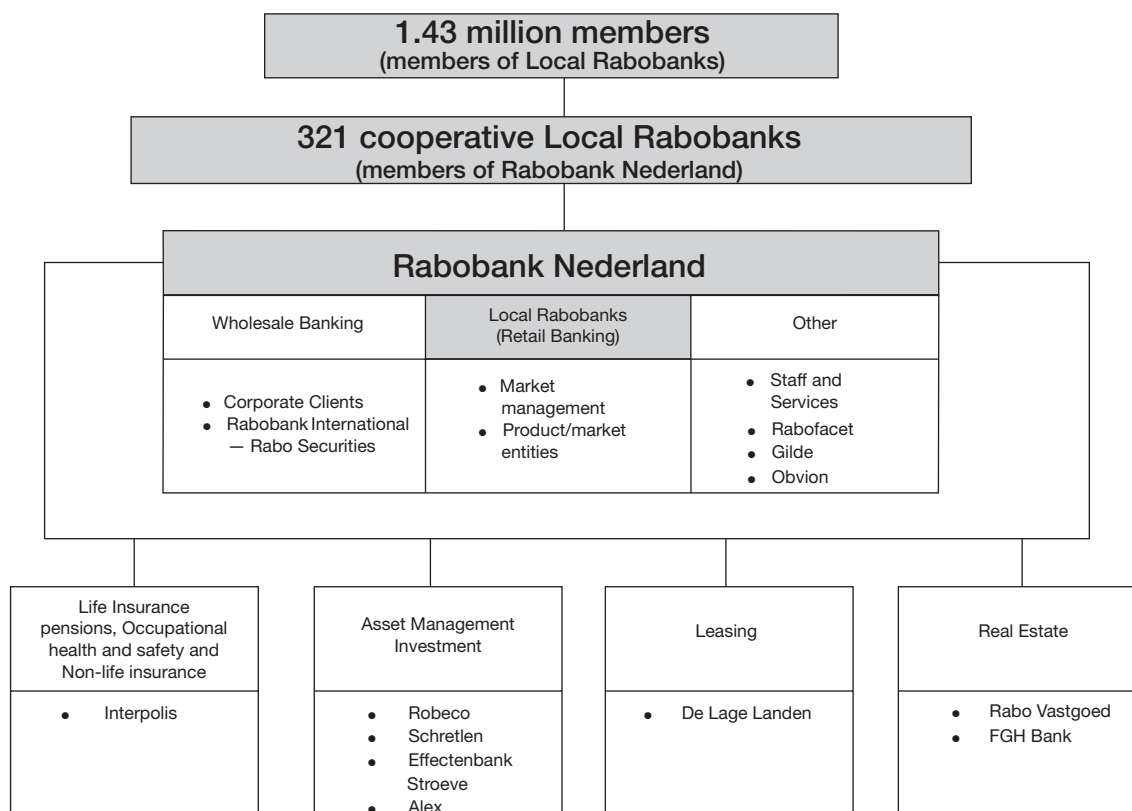 1.43 million members
(members of Local Rabobanks)
321 cooperative Local Rabobanks
(members of Rabobank Nederland)
Rabobank Nederland
Wholesale Banking
• Corporate Clients
• Rabobank International
— Rabo Securities
Local Rabobanks
(Retail Banking)
• Market
management
• Product/market
entities
Other
• Staff and
Services
• Rabofacet
• Gilde
• Obvion
Life Insurance
pensions, Occupational
health and safety and
Non-life insurance
• Interpolis
Asset Management
Investment
• Robeco
• Schretlen
• Effectenbank
Stroeve
• Alex
Leasing
• De Lage Landen
Real Estate
• Rabo Vastgoed
• FGH Bank